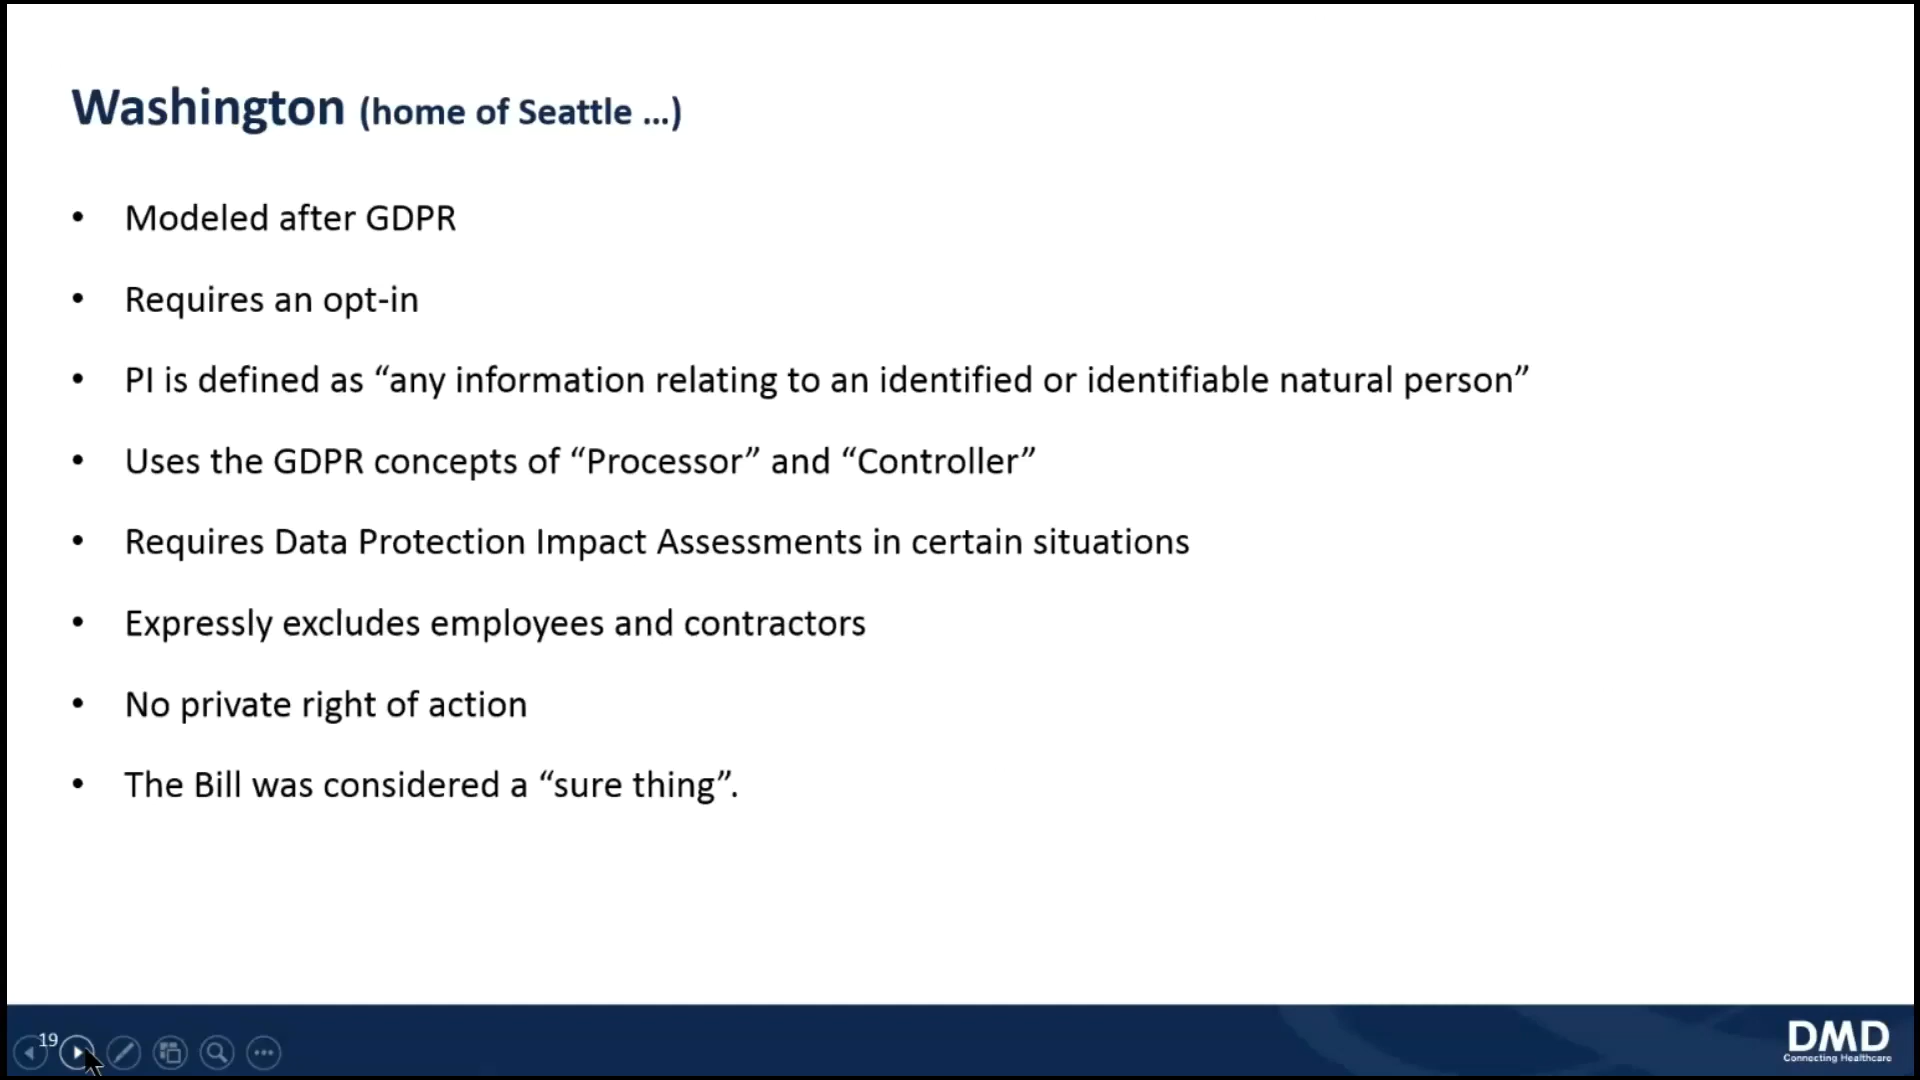 Washington (home of Seattle ...)
• Modeled after GDPR
• Requires an opt-in
• PI is defined as “any information relating to an identified or identifiable natural person”
• Uses the GDPR concepts of “Processor” and “Controller”
• Requires Data Protection Impact Assessments in certain situations
• Expressly excludes employees and contractors
• No private right of action
• The Bill was considered a “sure thing”.
19
DMD
Connecting Healthcare